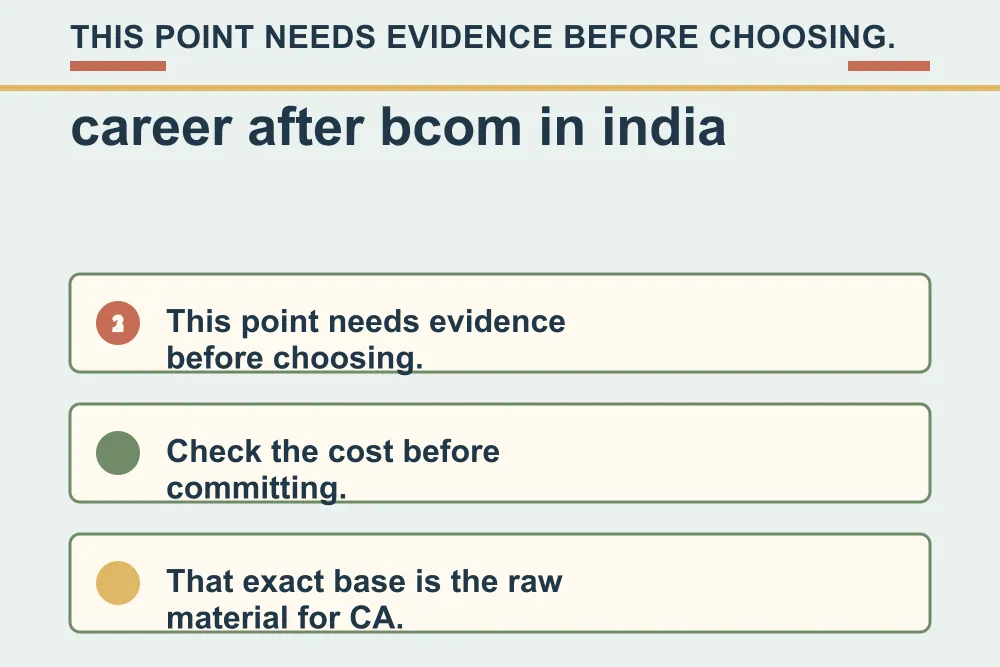 THIS POINT NEEDS EVIDENCE BEFORE CHOOSING.
career after bcom in india
This point needs evidence
before choosing.
Check the cost before
committing.
That exact base is the raw
material for CA.